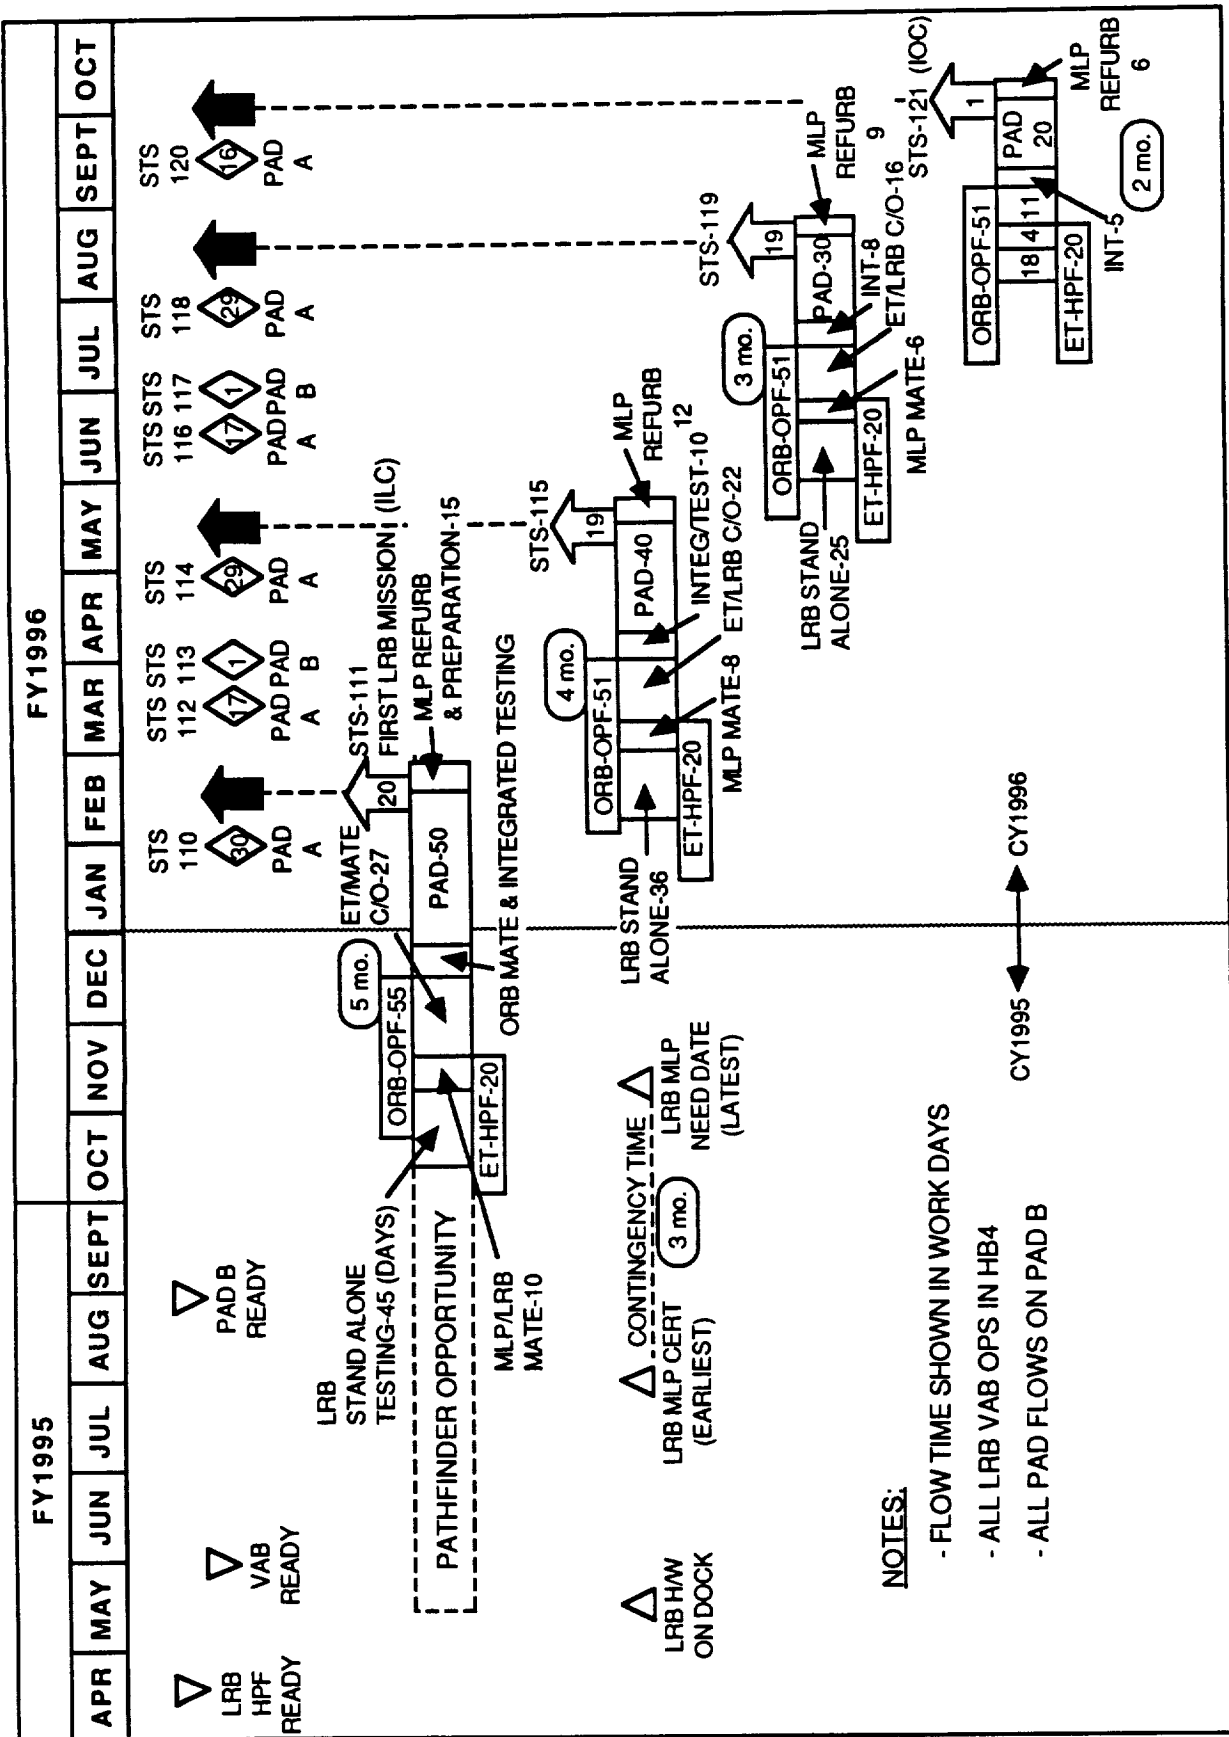 FY1995
FY1996
APR MAY JUN JUL AUG SEPT OCT NOV DEC JAN FEB MAR APR MAY JUN JUL AUG SEPT OCT
LRB
HPF
READY
VAB
READY
PAD B
READY
STS
110
30
PAD
A
STS STS
112 113
17 1
PAD PAD
A B
STS
114
29
PAD
A
STS STS
116 117
17 1
PAD PAD
A B
STS
118
29
PAD
A
STS
120
16
PAD
A
LRB
STAND ALONE
TESTING-45 (DAYS)
5 mo.
ORB-OPF-55
ET/MATE
C/O-27
STS-111
FIRST LRB MISSION (ILC)
20
MLP REFURB
& PREPARATION-15
PATHFINDER OPPORTUNITY
PAD-50
ET-HPF-20
MLP/LRB
MATE-10
ORB MATE & INTEGRATED TESTING
STS-115
4 mo.
ORB-OPF-51
19
MLP
REFURB
12
PAD-40
INTEG/TEST-10
ET/LRB C/O-22
ET-HPF-20
MLP MATE-8
LRB STAND
ALONE-36
LRB H/W
ON DOCK
LRB MLP CERT
(EARLIEST)
CONTINGENCY TIME
3 mo.
LRB MLP
NEED DATE
(LATEST)
STS-119
3 mo.
ORB-OPF-51
19
MLP
REFURB
9
PAD-30
INT-8
ET/LRB C/O-16
ET-HPF-20
MLP MATE-6
LRB STAND
ALONE-25
STS-121 (IOC)
1
ORB-OPF-51
18 4 11
PAD
20
MLP
REFURB
6
ET-HPF-20
INT-5
2 mo.
CY1995
CY1996
NOTES:
- FLOW TIME SHOWN IN WORK DAYS
- ALL LRB VAB OPS IN HB4
- ALL PAD FLOWS ON PAD B